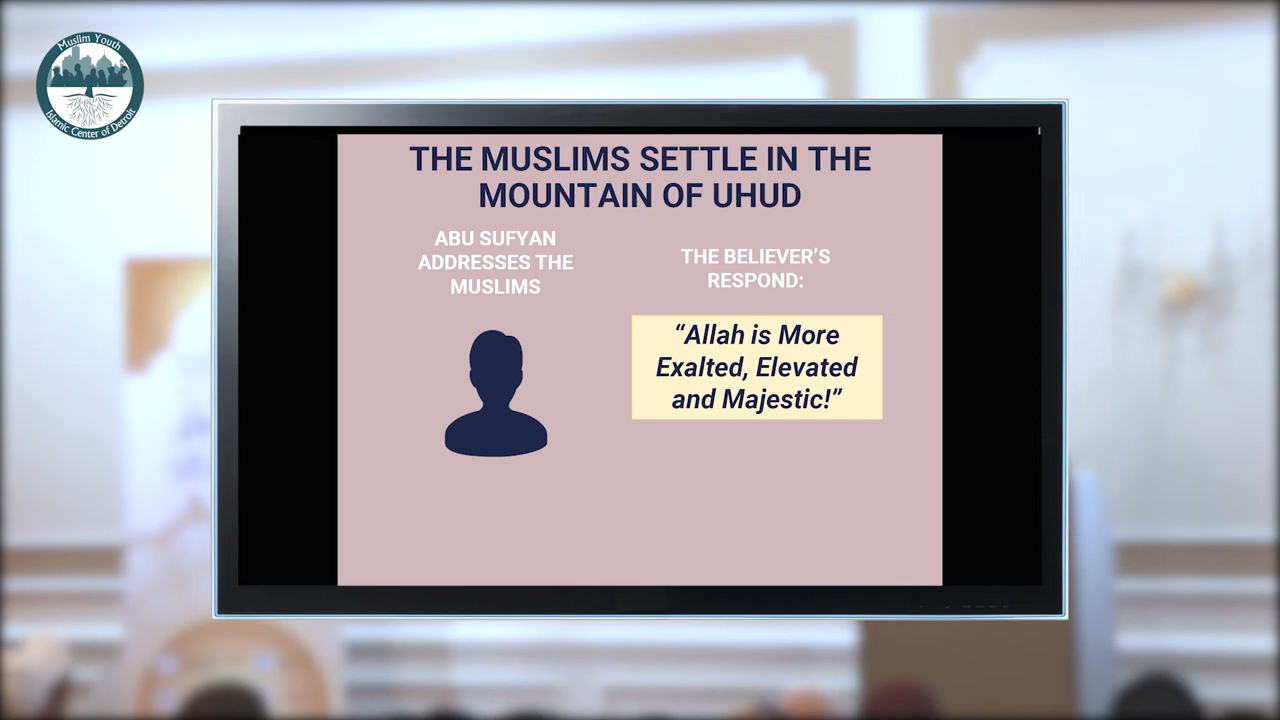 Muslim Youth
Islamic Center of Detroit
THE MUSLIMS SETTLE IN THE
MOUNTAIN OF UHUD
ABU SUFYAN
ADDRESSES THE
MUSLIMS
THE BELIEVER’S
RESPOND:
“Allah is More
Exalted, Elevated
and Majestic!”